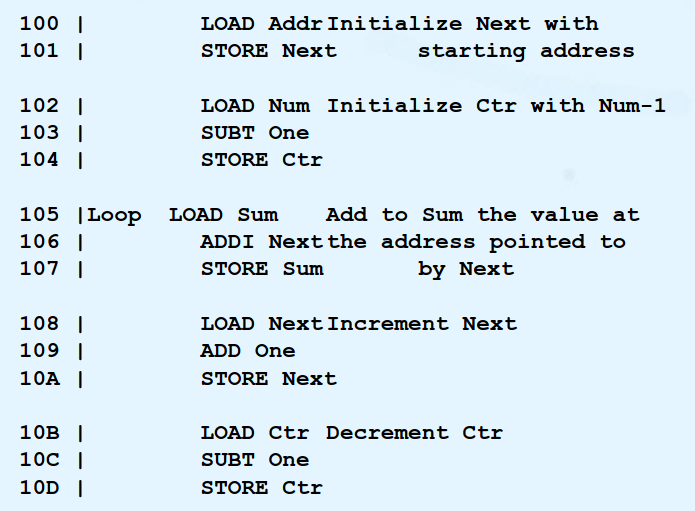 100 | LOAD Addr Initialize Next with
101 | STORE Next starting address
102 | LOAD Num Initialize Ctr with Num-1
103 | SUBT One
104 | STORE Ctr
105 |Loop LOAD Sum Add to Sum the value at
106 | ADDI Next the address pointed to
107 | STORE Sum by Next
108 | LOAD Next Increment Next
109 | ADD One
10A | STORE Next
10B | LOAD Ctr Decrement Ctr
10C | SUBT One
10D | STORE Ctr